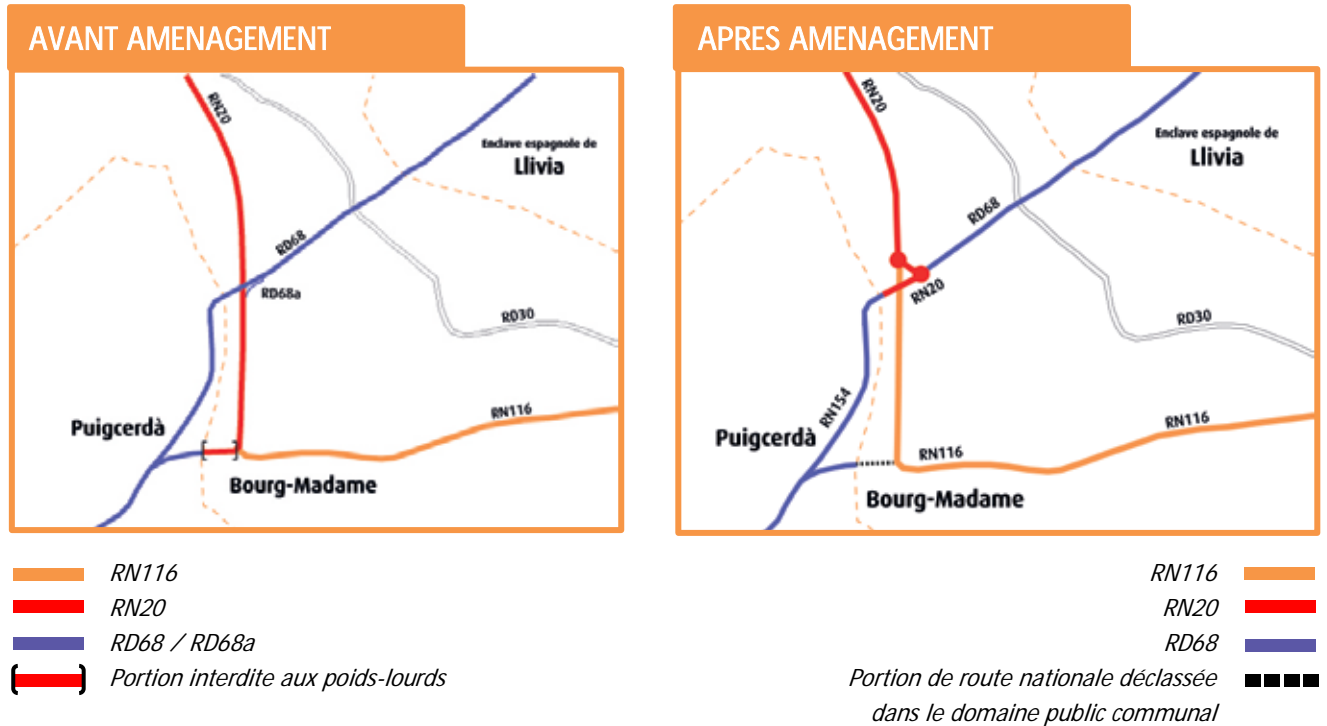 AVANT AMENAGEMENT
RN20
Enclave espagnole de
Llivia
RD68
RD68a
RD30
RN116
Puigcerdà
Bourg-Madame
RN116
RN20
RD68 / RD68a
Portion interdite aux poids-lourds
APRES AMENAGEMENT
RN20
Enclave espagnole de
Llivia
RD68
RN20
RD30
RN154
RN116
Puigcerdà
RN116
Bourg-Madame
RN116
RN20
RD68
Portion de route nationale déclassée
dans le domaine public communal